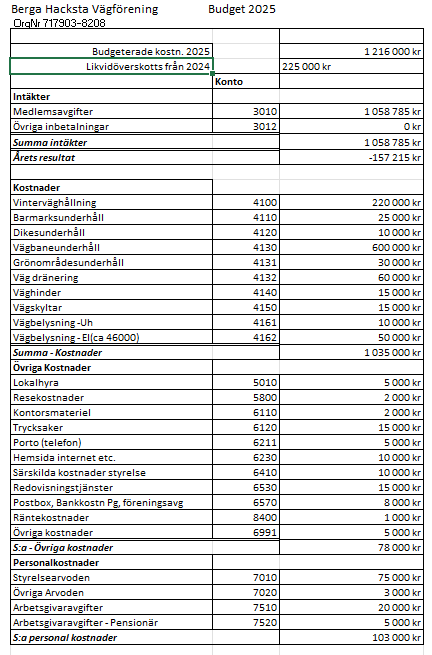 Berga Hacksta Vägförening Budget 2025
OrgNr 717903-8208
Budgeterade kostn. 2025 1 216 000 kr
Likvidöverskotts från 2024 225 000 kr
Konto
Intäkter
Medlemsavgifter 3010 1 058 785 kr
Övriga inbetalningar 3012 0 kr
Summa intäkter 1 058 785 kr
Årets resultat -157 215 kr
Kostnader
Vinterväghållning 4100 220 000 kr
Barmarksunderhåll 4110 25 000 kr
Dikesunderhåll 4120 10 000 kr
Vägbaneunderhåll 4130 600 000 kr
Grönområdesunderhåll 4131 30 000 kr
Väg dränering 4132 60 000 kr
Väghinder 4140 15 000 kr
Vägskyltar 4150 15 000 kr
Vägbelysning -Uh 4161 10 000 kr
Vägbelysning - El(ca 46000) 4162 50 000 kr
Summa - Kostnader 1 035 000 kr
Övriga Kostnader
Lokalhyra 5010 5 000 kr
Resekostnader 5800 2 000 kr
Kontorsmateriel 6110 2 000 kr
Trycksaker 6120 15 000 kr
Porto (telefon) 6211 5 000 kr
Hemsida internet etc. 6230 10 000 kr
Särskilda kostnader styrelse 6410 10 000 kr
Redovisningstjänster 6530 15 000 kr
Postbox, Bankkostn Pg, föreningsavg 6570 8 000 kr
Räntekostnader 8400 1 000 kr
Övriga kostnader 6991 5 000 kr
S:a - Övriga kostnader 78 000 kr
Personalkostnader
Styrelsearvoden 7010 75 000 kr
Övriga Arvoden 7020 3 000 kr
Arbetsgivaravgifter 7510 20 000 kr
Arbetsgivaravgifter - Pensionär 7520 5 000 kr
S:a personal kostnader 103 000 kr